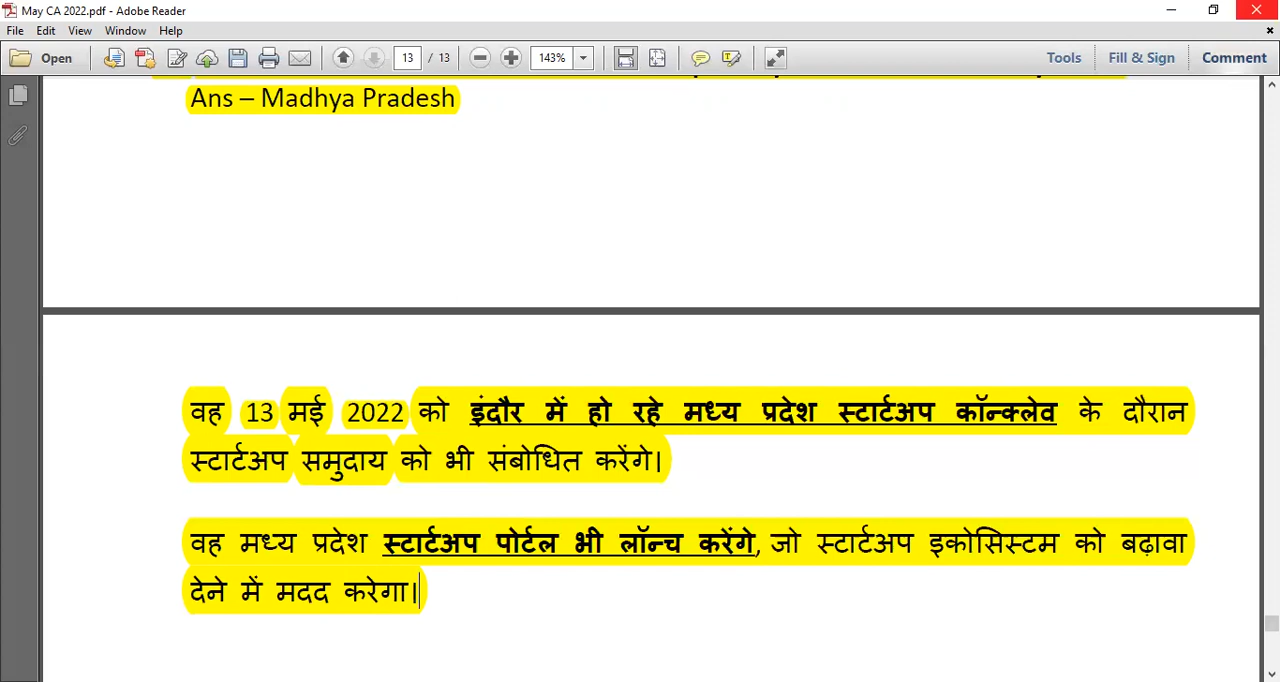 May CA 2022.pdf - Adobe Reader
File Edit View Window Help
Open 13 / 13 143% Tools Fill & Sign Comment
Ans – Madhya Pradesh
वह 13 मई 2022 को इंदौर में हो रहे मध्य प्रदेश स्टार्टअप कॉन्क्लेव के दौरान
स्टार्टअप समुदाय को भी संबोधित करेंगे।
वह मध्य प्रदेश स्टार्टअप पोर्टल भी लॉन्च करेंगे, जो स्टार्टअप इकोसिस्टम को बढ़ावा
देने में मदद करेगा।